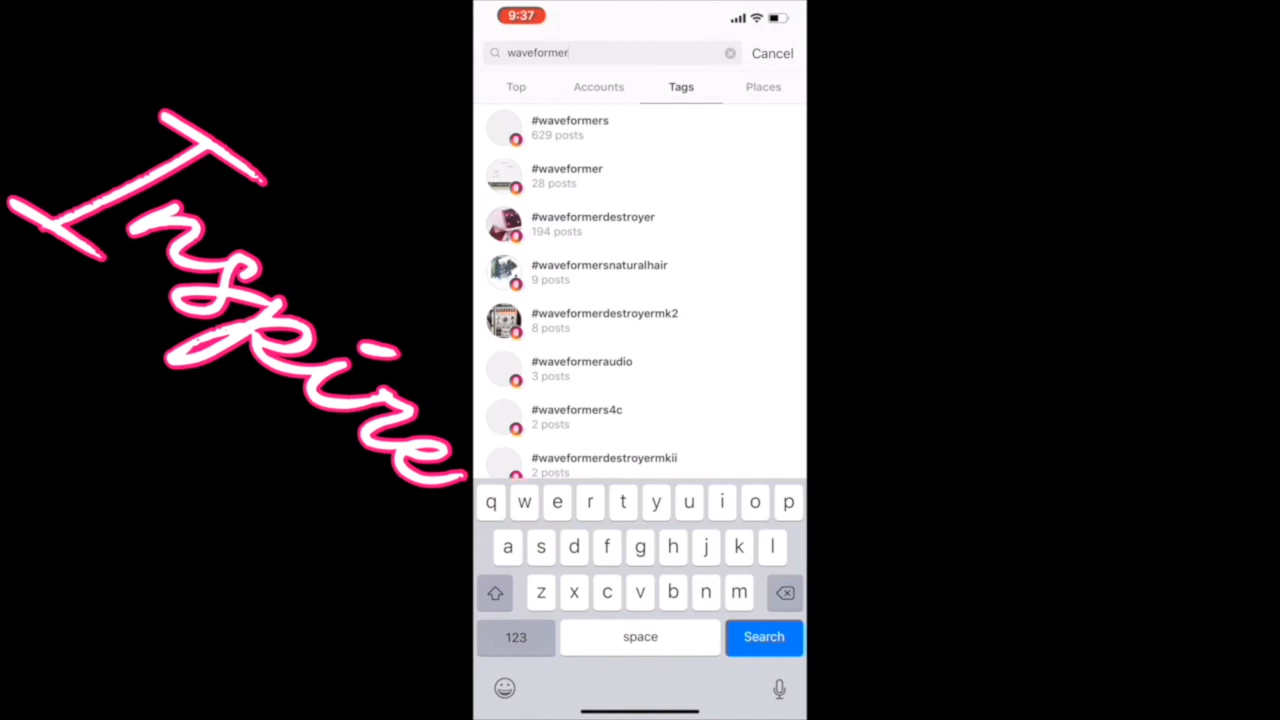 Inspire
9:37
waveformer
Cancel
Top Accounts Tags Places
#waveformers
629 posts
#waveformer
28 posts
#waveformerdestroyer
194 posts
#waveformersnaturalhair
9 posts
#waveformerdestroyermk2
8 posts
#waveformeraudio
3 posts
#waveformers4c
2 posts
#waveformerdestroyermkii
2 posts
q w e r t y u i o p
a s d f g h j k l
z x c v b n m
123 space Search